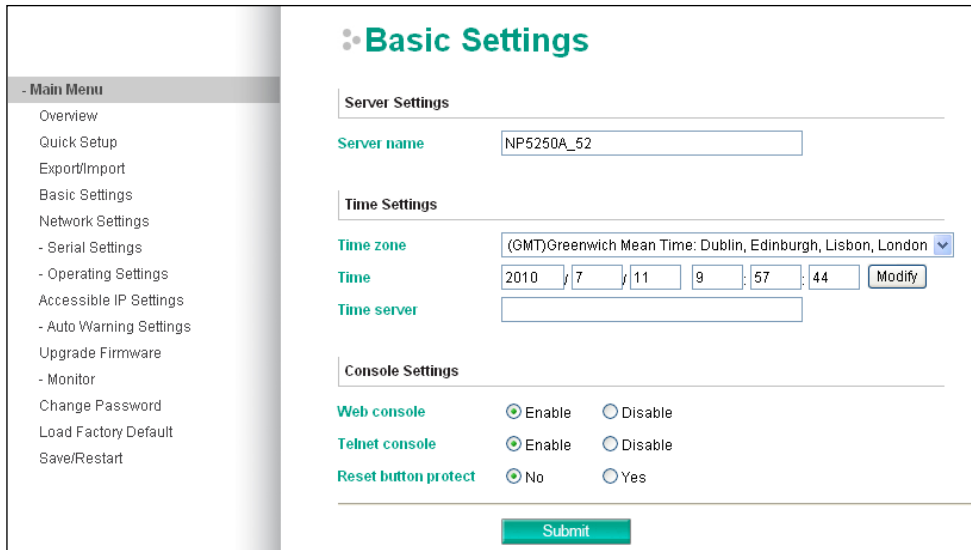 - Main Menu
Overview
Quick Setup
Export/Import
Basic Settings
Network Settings
- Serial Settings
- Operating Settings
Accessible IP Settings
- Auto Warning Settings
Upgrade Firmware
- Monitor
Change Password
Load Factory Default
Save/Restart
Basic Settings
Server Settings
Server name NP5250A_52
Time Settings
Time zone (GMT)Greenwich Mean Time: Dublin, Edinburgh, Lisbon, London
Time 2010 / 7 / 11 9 : 57 : 44 Modify
Time server
Console Settings
Web console Enable Disable
Telnet console Enable Disable
Reset button protect No Yes
Submit